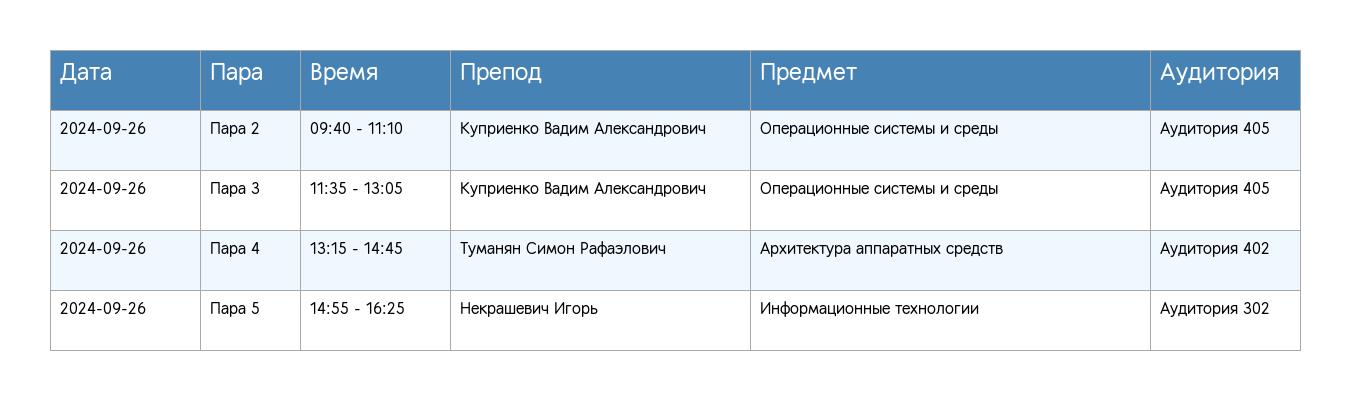 Дата Пара Время Препод Предмет Аудитория
2024-09-26 Пара 2 09:40 - 11:10 Куприенко Вадим Александрович Операционные системы и среды Аудитория 405
2024-09-26 Пара 3 11:35 - 13:05 Куприенко Вадим Александрович Операционные системы и среды Аудитория 405
2024-09-26 Пара 4 13:15 - 14:45 Туманян Симон Рафаэлович Архитектура аппаратных средств Аудитория 402
2024-09-26 Пара 5 14:55 - 16:25 Некрашевич Игорь Информационные технологии Аудитория 302